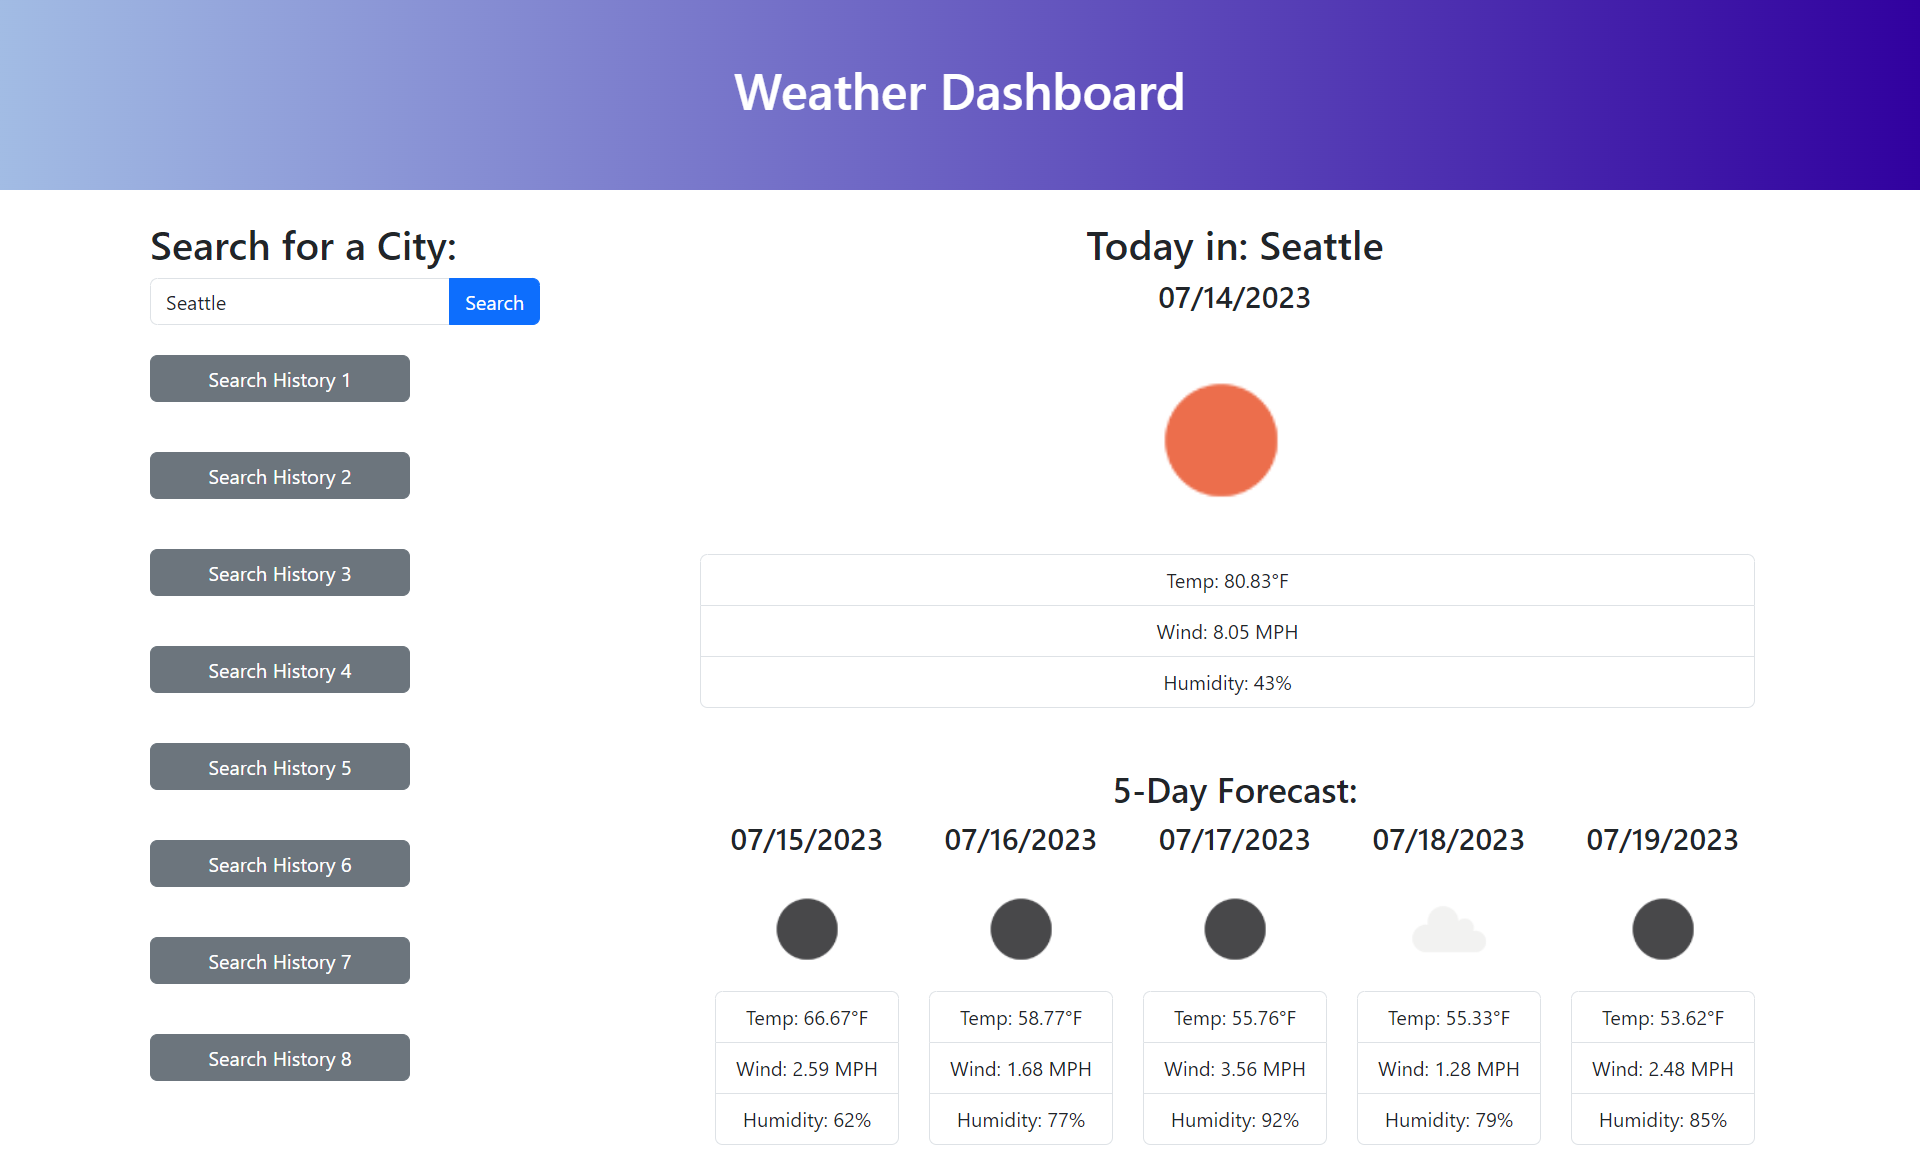 Weather Dashboard
Search for a City:
Seattle
Search
Search History 1
Search History 2
Search History 3
Search History 4
Search History 5
Search History 6
Search History 7
Search History 8
Today in: Seattle
07/14/2023
Temp: 80.83°F
Wind: 8.05 MPH
Humidity: 43%
5-Day Forecast:
07/15/2023
Temp: 66.67°F
Wind: 2.59 MPH
Humidity: 62%
07/16/2023
Temp: 58.77°F
Wind: 1.68 MPH
Humidity: 77%
07/17/2023
Temp: 55.76°F
Wind: 3.56 MPH
Humidity: 92%
07/18/2023
Temp: 55.33°F
Wind: 1.28 MPH
Humidity: 79%
07/19/2023
Temp: 53.62°F
Wind: 2.48 MPH
Humidity: 85%